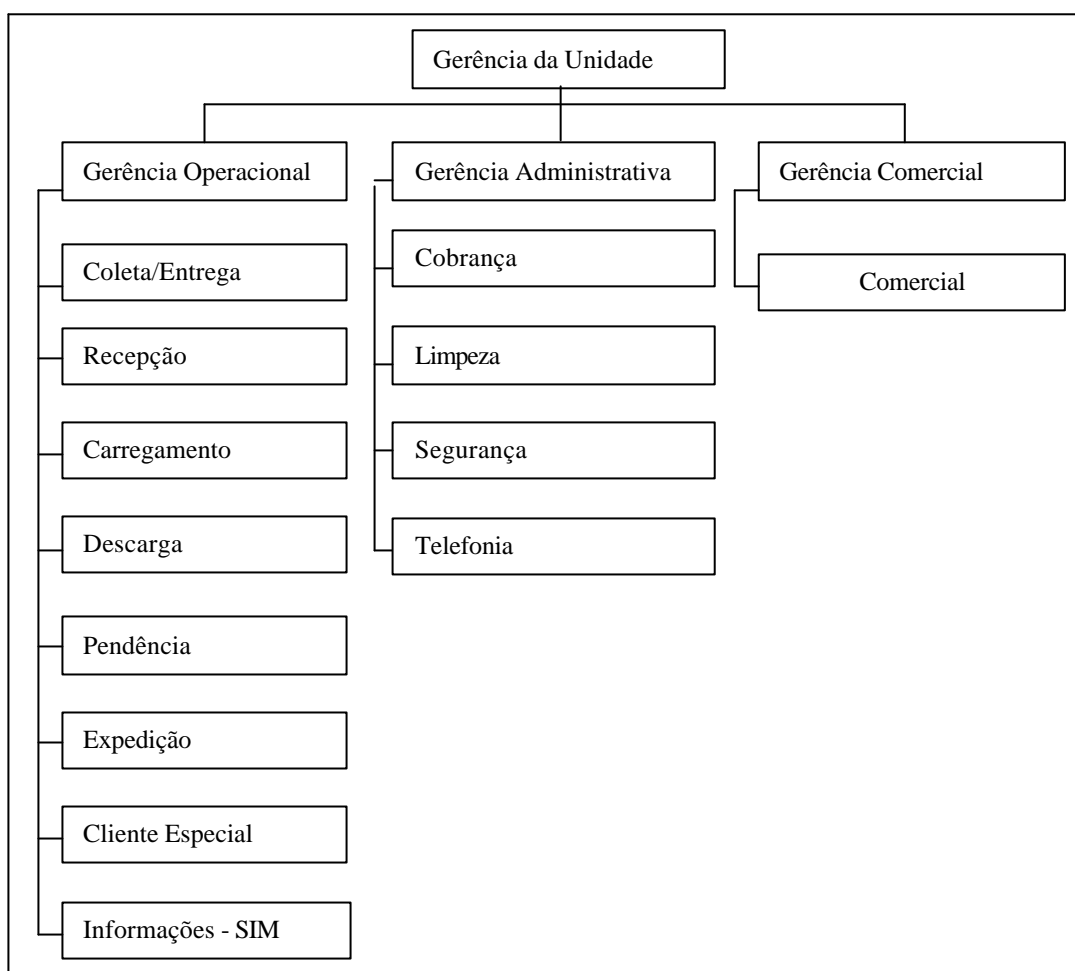 Gerência da Unidade
Gerência Operacional
Coleta/Entrega
Recepção
Carregamento
Descarga
Pendência
Expedição
Cliente Especial
Informações - SIM
Gerência Administrativa
Cobrança
Limpeza
Segurança
Telefonia
Gerência Comercial
Comercial